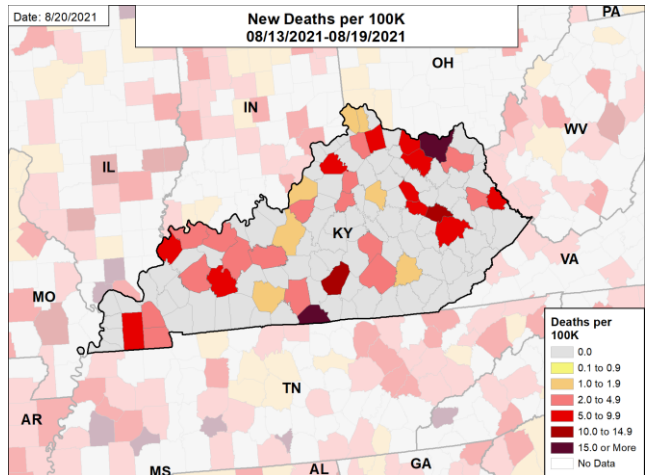 Date: 8/20/2021
New Deaths per 100K
08/13/2021-08/19/2021
PA
OH
IN
WV
IL
KY
VA
MO
TN
AR
MS
AL
GA
Deaths per
100K
0.0
0.1 to 0.9
1.0 to 1.9
2.0 to 4.9
5.0 to 9.9
10.0 to 14.9
15.0 or More
No Data